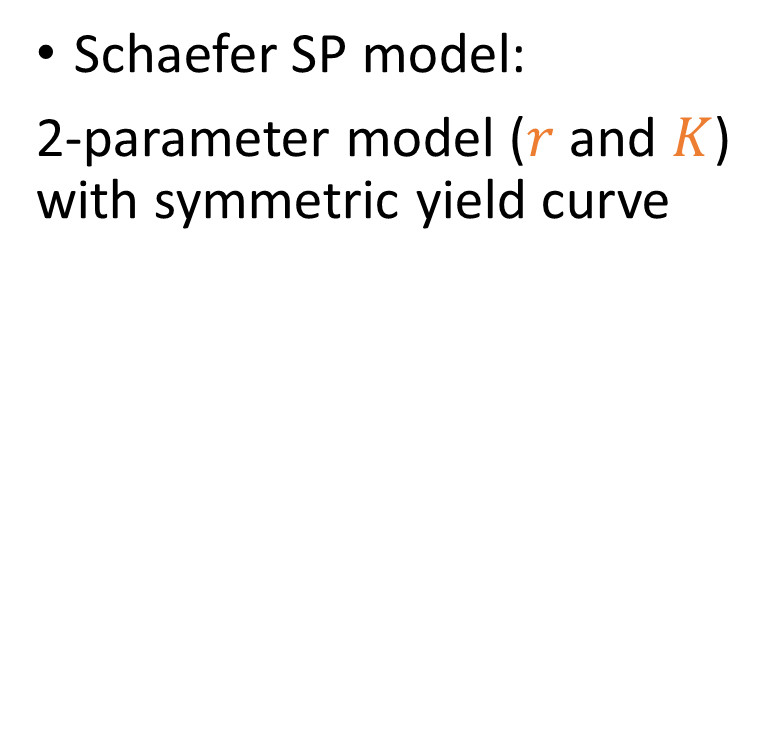 • Schaefer SP model:
2-parameter model (r and K)
with symmetric yield curve